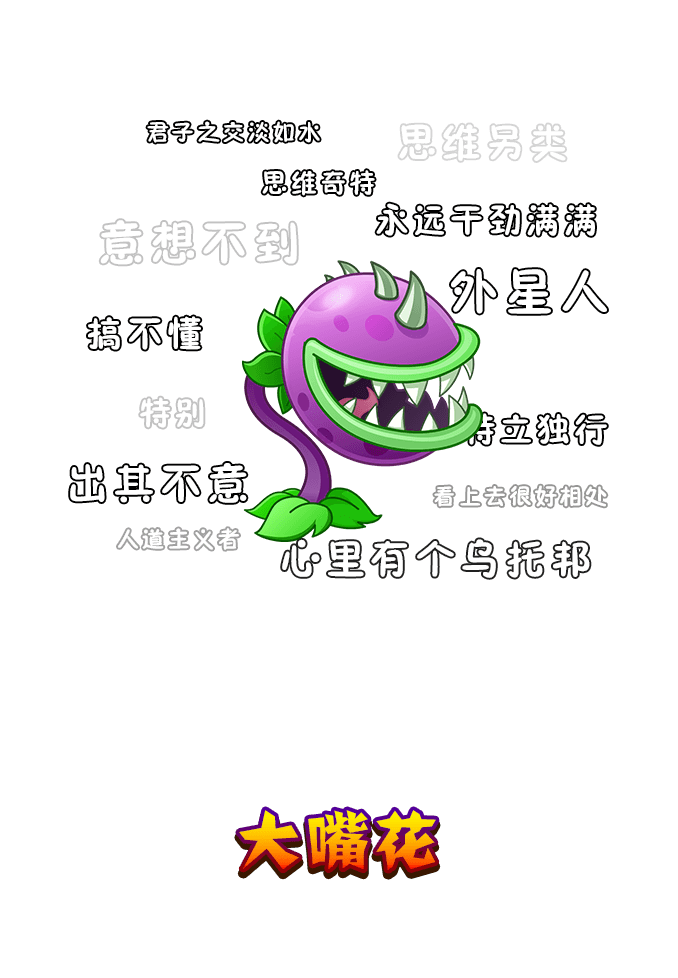 君子之交淡如水
思维另类
思维奇特
永远干劲满满
意想不到
外星人
搞不懂
特别
特立独行
出其不意
看上去很好相处
人道主义者
心里有个乌托邦
大嘴花